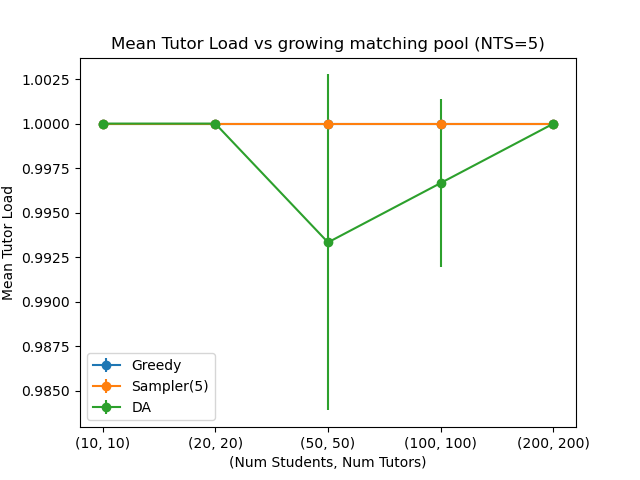 Mean Tutor Load vs growing matching pool (NTS=5)
Mean Tutor Load
1.0025
1.0000
0.9975
0.9950
0.9925
0.9900
0.9875
0.9850
Greedy
Sampler(5)
DA
(10, 10)
(20, 20)
(50, 50)
(100, 100)
(200, 200)
(Num Students, Num Tutors)